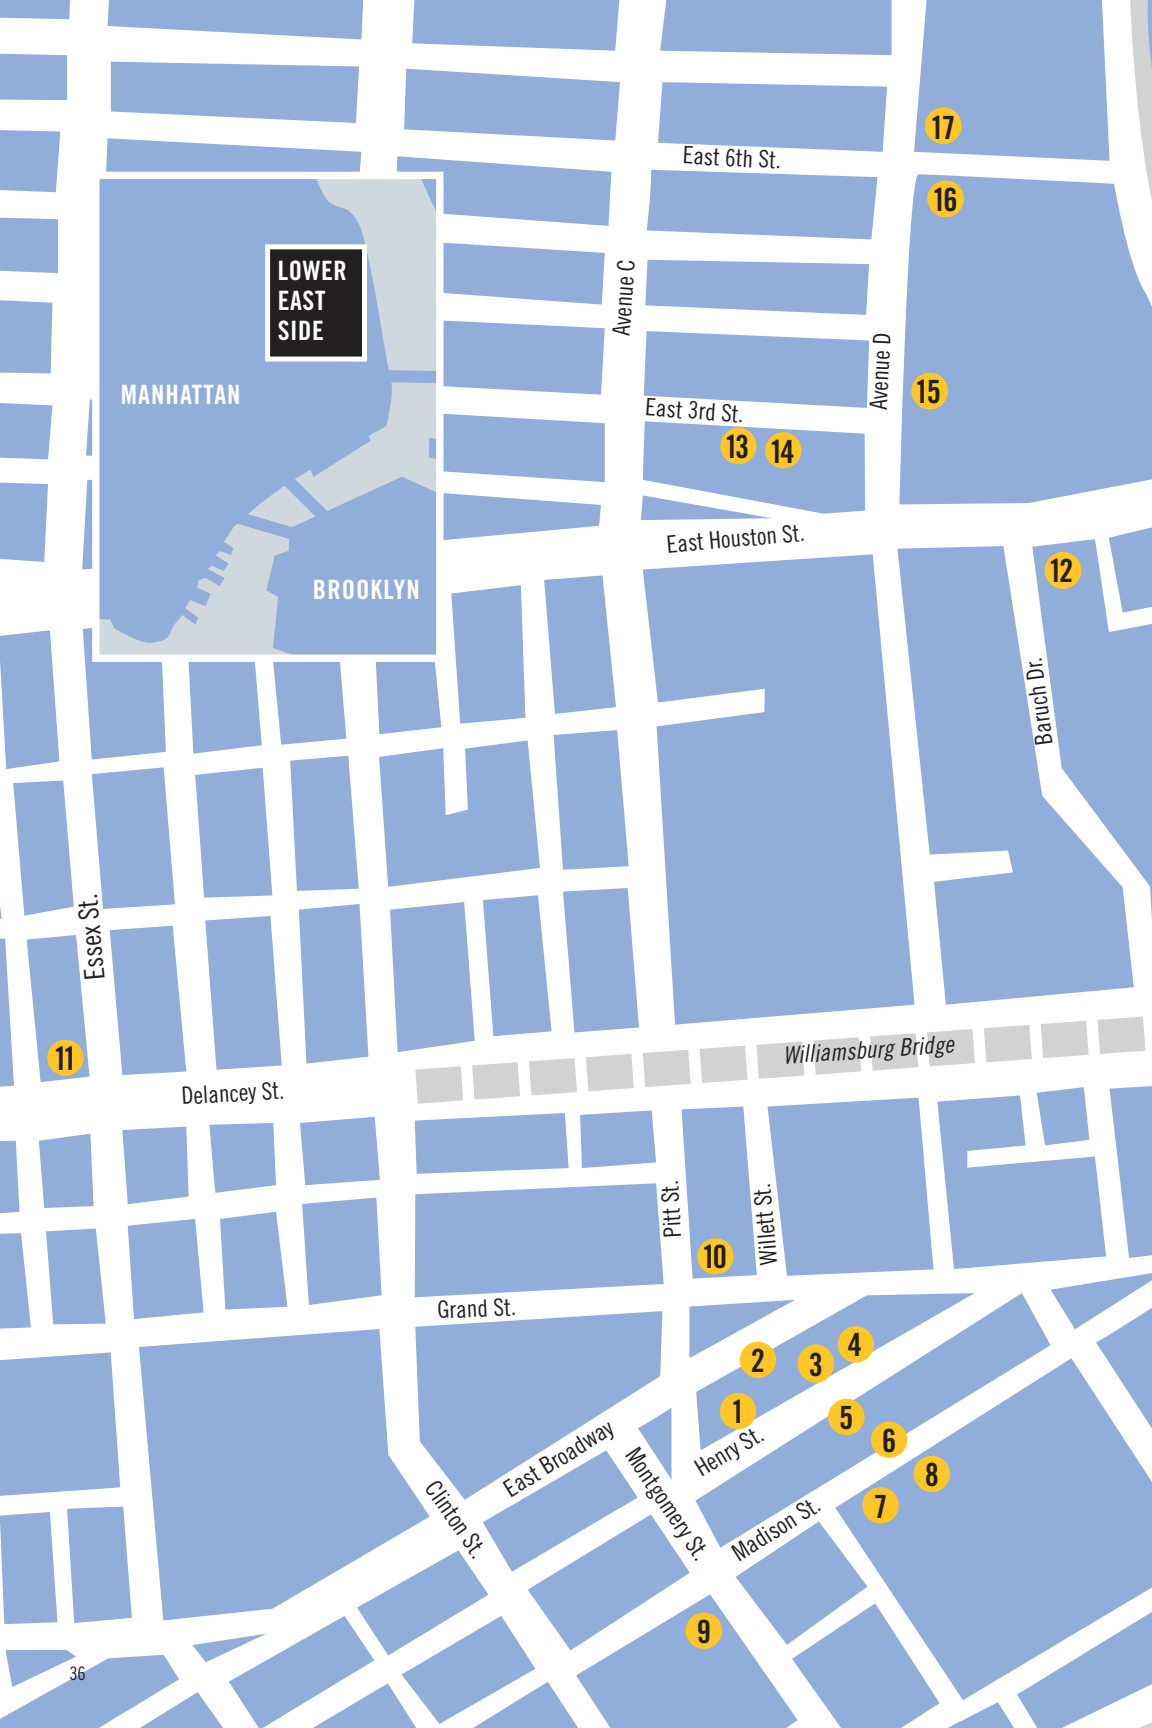 17
East 6th St.
16
LOWER
EAST
SIDE
Avenue C
Avenue D
MANHATTAN
15
East 3rd St.
13
14
East Houston St.
12
BROOKLYN
Baruch Dr.
Essex St.
11
Williamsburg Bridge
Delancey St.
Pitt St.
Willett St.
10
Grand St.
2
3
4
1
5
6
Henry St.
East Broadway
8
7
Montgomery St.
Clinton St.
Madison St.
9
36